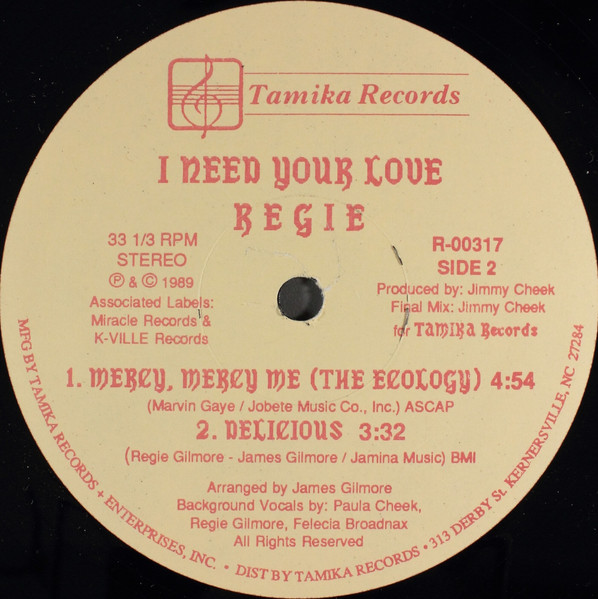 Tamika Records
I NEED YOUR LOVE
REGIE
33 1/3 RPM
STEREO
℗ & © 1989
Associated Labels:
Miracle Records &
K-VILLE Records
R-00317
SIDE 2
Produced by: Jimmy Cheek
Final Mix: Jimmy Cheek
for TAMIKA Records
1. MERCY, MERCY ME (THE ECOLOGY) 4:54
(Marvin Gaye / Jobete Music Co., Inc.) ASCAP
2. DELICIOUS 3:32
(Regie Gilmore - James Gilmore / Jamina Music) BMI
Arranged by James Gilmore
Background Vocals by: Paula Cheek,
Regie Gilmore, Felecia Broadnax
All Rights Reserved
MFG BY TAMIKA RECORDS + ENTERPRISES, INC. • DIST BY TAMIKA RECORDS • 313 DERBY St. KERNERSVILLE, NC 27284